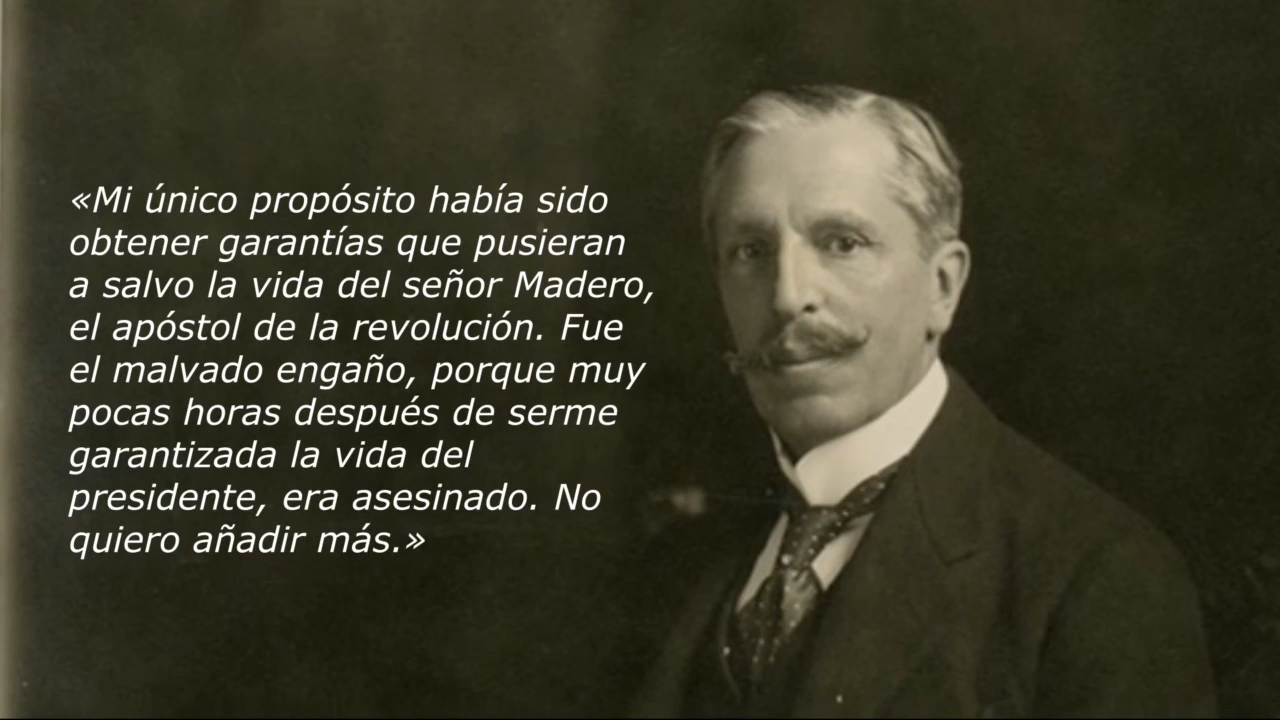 «Mi único propósito había sido
obtener garantías que pusieran
a salvo la vida del señor Madero,
el apóstol de la revolución. Fue
el malvado engaño, porque muy
pocas horas después de serme
garantizada la vida del
presidente, era asesinado. No
quiero añadir más.»